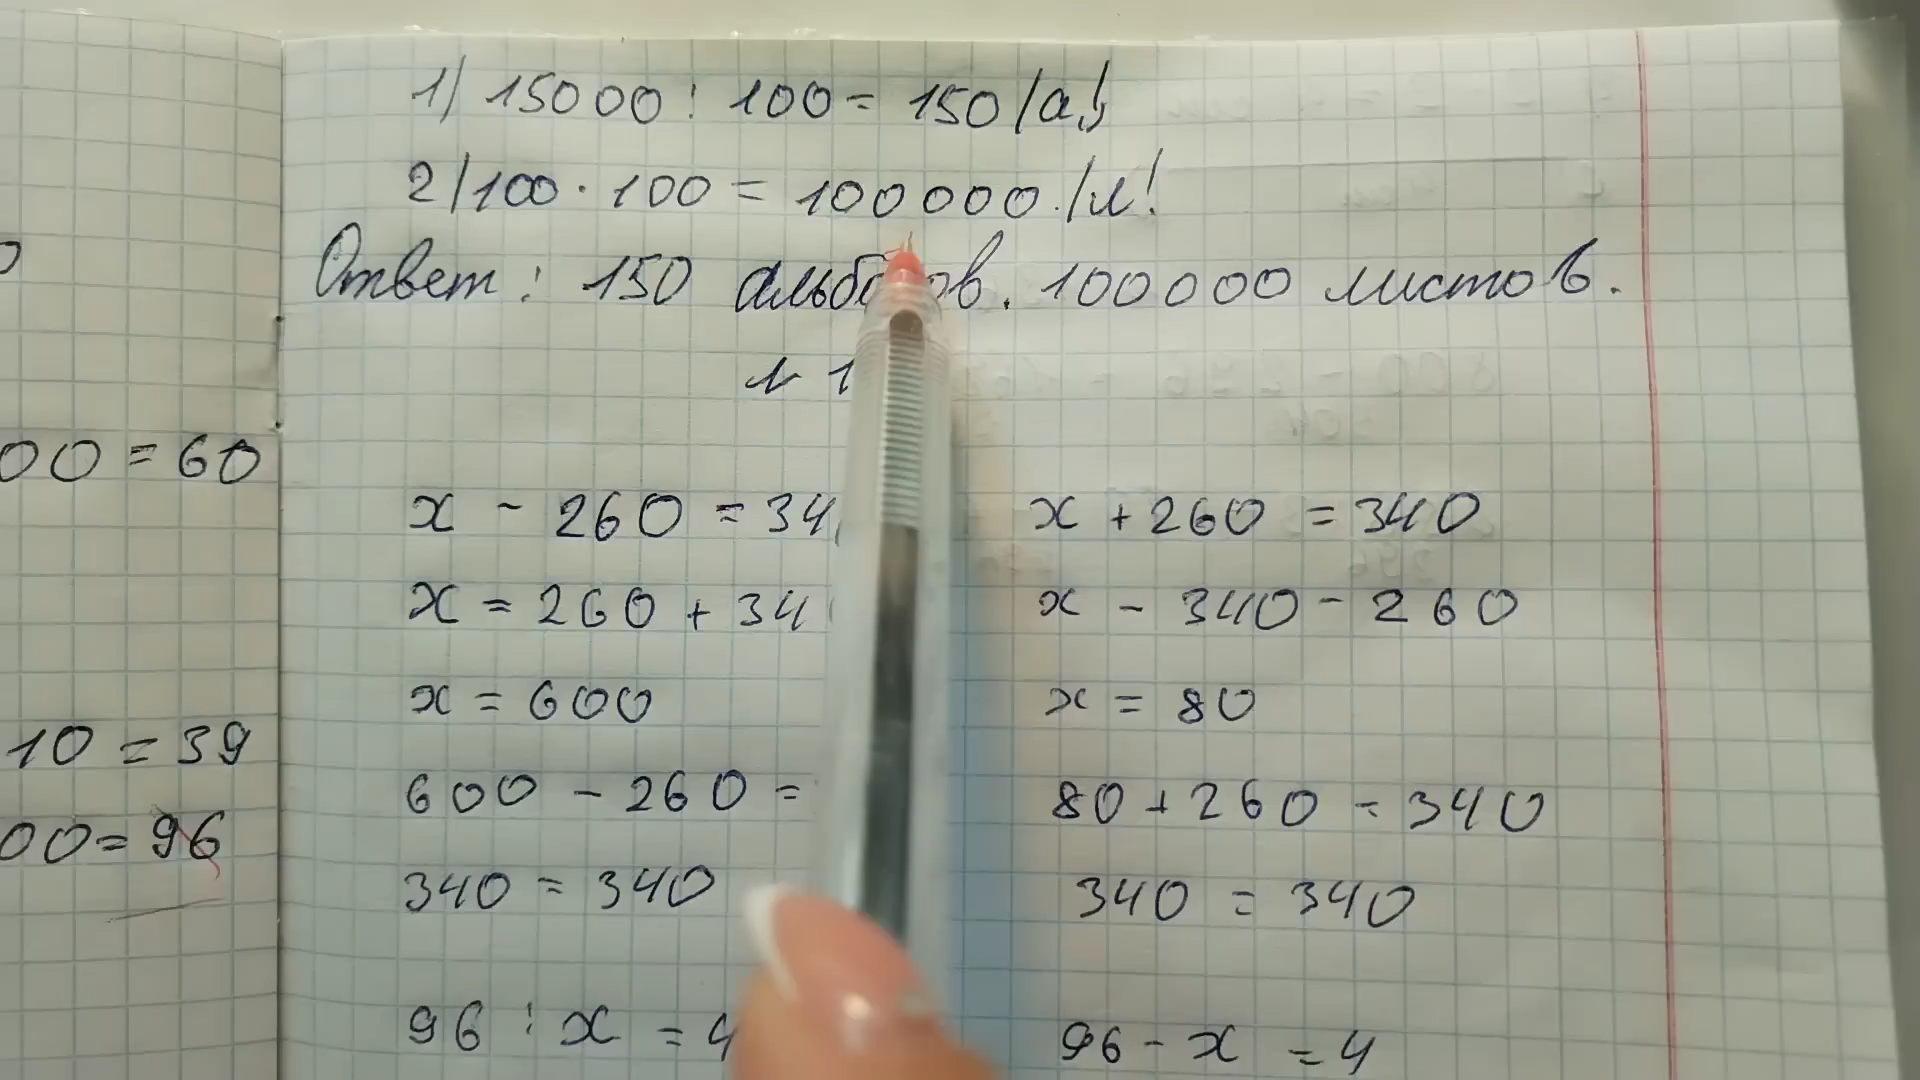 00 = 60
10 = 39
00 = 96
1) 15000 : 100 = 150 (а.)
2) 100 · 100 = 100000 (л.)
Ответ: 150 альбомов. 100000 листов.
x - 260 = 34 x + 260 = 340
x = 260 + 34 x - 340 - 260
x = 600 x = 80
600 - 260 = 80 + 260 = 340
340 = 340 340 = 340
96 : x = 4 96 - x = 4